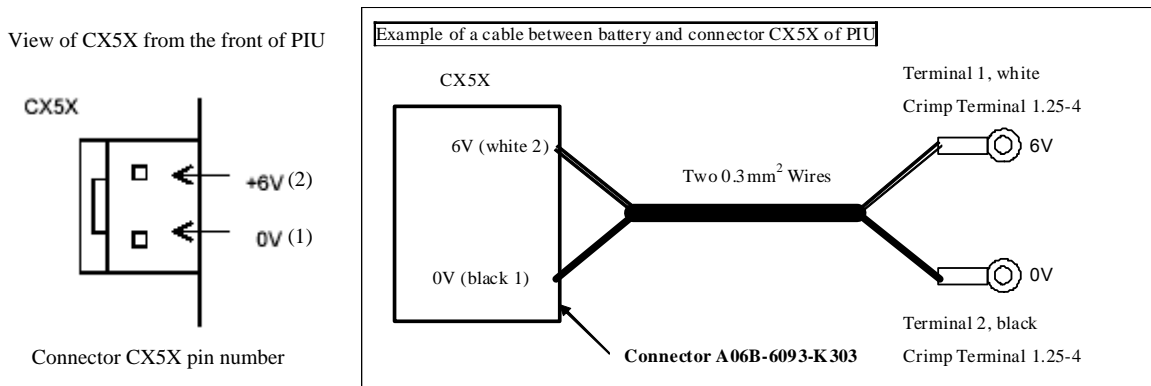 View of CX5X from the front of PIU
CX5X
+6V (2)
0V (1)
Connector CX5X pin number
Example of a cable between battery and connector CX5X of PIU
CX5X
6V (white 2)
0V (black 1)
Two 0.3mm² Wires
Terminal 1, white
Crimp Terminal 1.25-4
6V
0V
Terminal 2, black
Crimp Terminal 1.25-4
Connector A06B-6093-K303